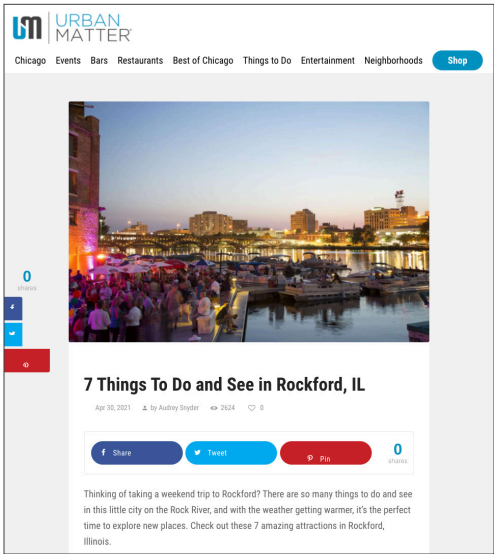 um URBAN
MATTER
Chicago Events Bars Restaurants Best of Chicago Things to Do Entertainment Neighborhoods Shop
0
shares
7 Things To Do and See in Rockford, IL
Apr 30, 2021 by Audrey Snyder 2624 0
Share Tweet Pin 0
shares
Thinking of taking a weekend trip to Rockford? There are so many things to do and see
in this little city on the Rock River, and with the weather getting warmer, it's the perfect
time to explore new places. Check out these 7 amazing attractions in Rockford,
Illinois.